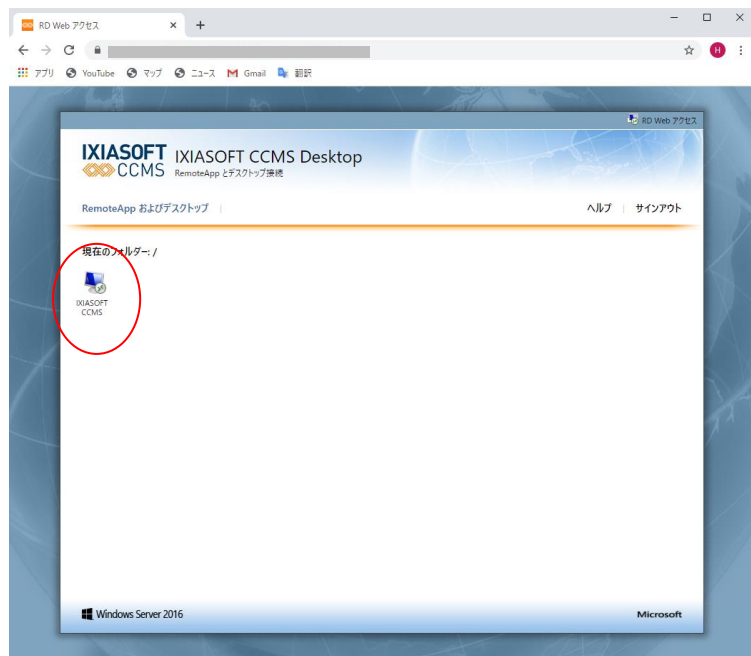 RD Web アクセス
アプリ YouTube マップ ニュース Gmail 翻訳
H
RD Web アクセス
IXIASOFT CCMS
IXIASOFT CCMS Desktop
RemoteApp とデスクトップ接続
RemoteApp およびデスクトップ
ヘルプ サインアウト
現在のフォルダー: /
IXIASOFT
CCMS
Windows Server 2016
Microsoft